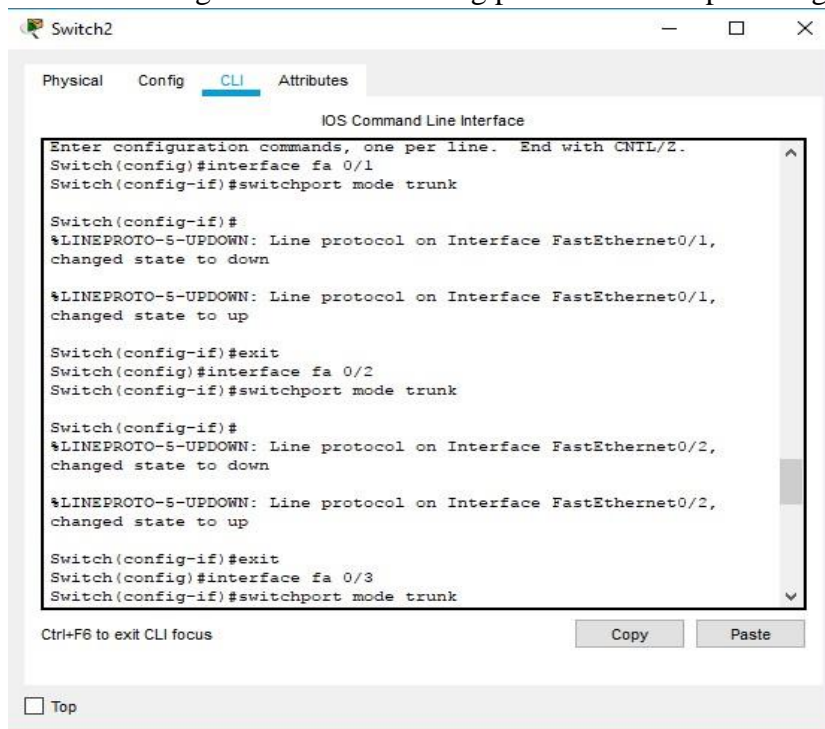 Switch2
Physical Config CLI Attributes
IOS Command Line Interface
Enter configuration commands, one per line. End with CNTL/Z.
Switch(config)#interface fa 0/1
Switch(config-if)#switchport mode trunk
Switch(config-if)#
%LINEPROTO-5-UPDOWN: Line protocol on Interface FastEthernet0/1,
changed state to down
%LINEPROTO-5-UPDOWN: Line protocol on Interface FastEthernet0/1,
changed state to up
Switch(config-if)#exit
Switch(config)#interface fa 0/2
Switch(config-if)#switchport mode trunk
Switch(config-if)#
%LINEPROTO-5-UPDOWN: Line protocol on Interface FastEthernet0/2,
changed state to down
%LINEPROTO-5-UPDOWN: Line protocol on Interface FastEthernet0/2,
changed state to up
Switch(config-if)#exit
Switch(config)#interface fa 0/3
Switch(config-if)#switchport mode trunk
Ctrl+F6 to exit CLI focus
Copy Paste
Top